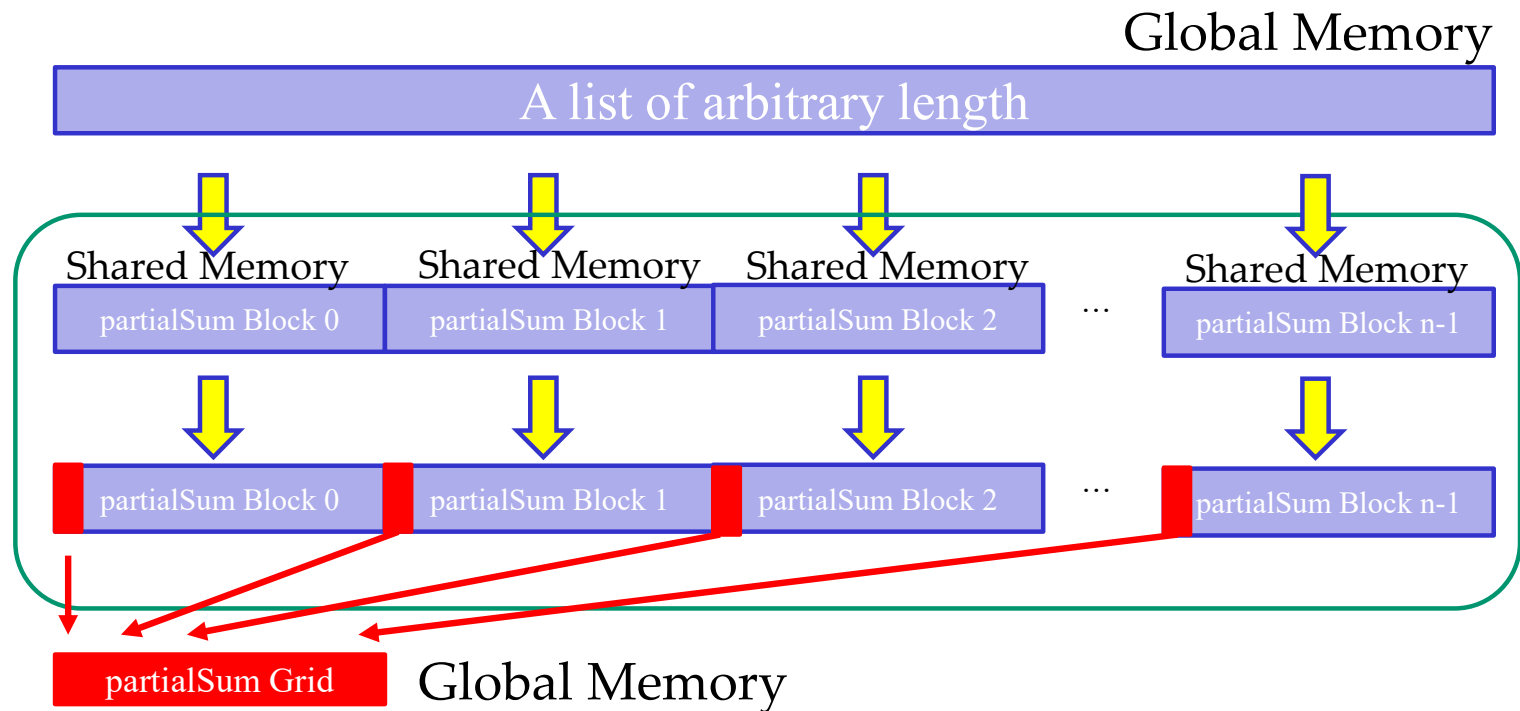 Global Memory
A list of arbitrary length
Shared Memory Shared Memory Shared Memory Shared Memory
partialSum Block 0 partialSum Block 1 partialSum Block 2 ... partialSum Block n-1
partialSum Block 0 partialSum Block 1 partialSum Block 2 ... partialSum Block n-1
partialSum Grid Global Memory